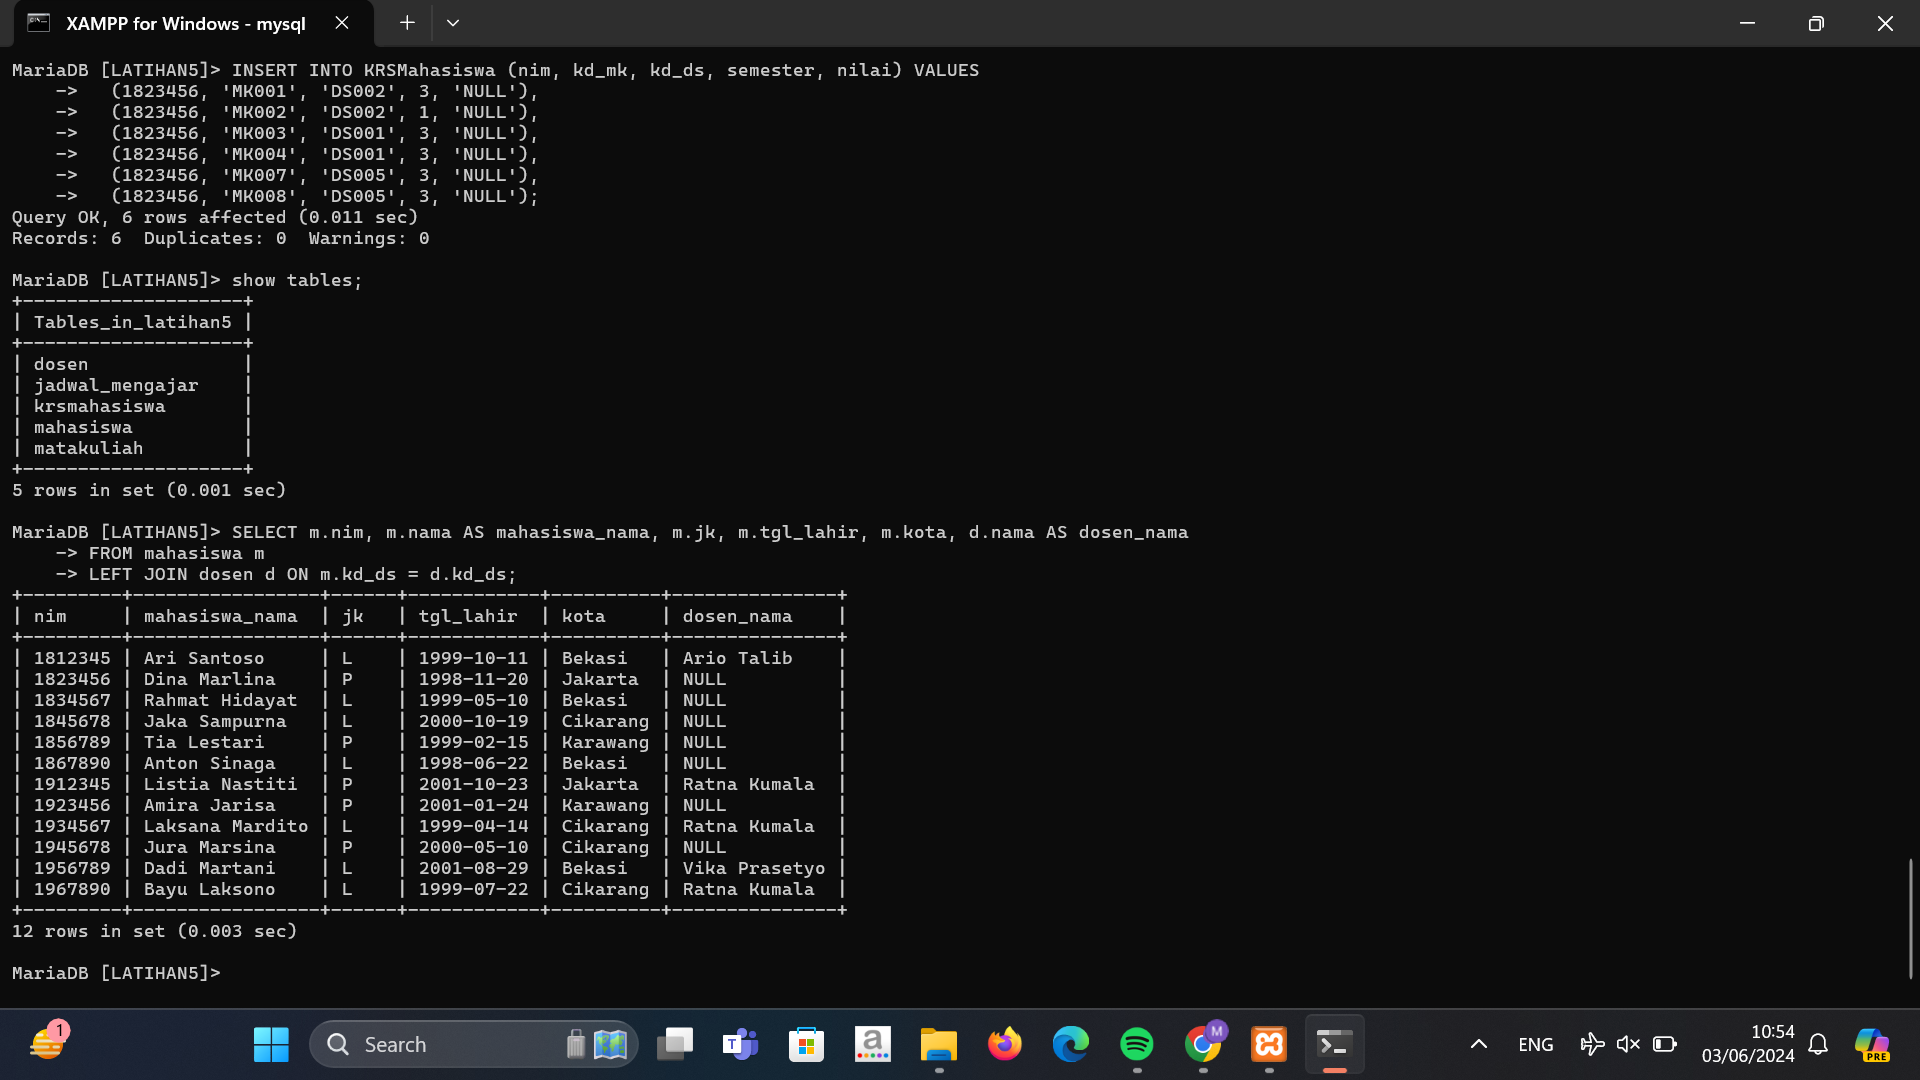 XAMPP for Windows - mysql
MariaDB [LATIHAN5]> INSERT INTO KRSMahasiswa (nim, kd_mk, kd_ds, semester, nilai) VALUES
    ->   (1823456, 'MK001', 'DS002', 3, 'NULL'),
    ->   (1823456, 'MK002', 'DS002', 1, 'NULL'),
    ->   (1823456, 'MK003', 'DS001', 3, 'NULL'),
    ->   (1823456, 'MK004', 'DS001', 3, 'NULL'),
    ->   (1823456, 'MK007', 'DS005', 3, 'NULL'),
    ->   (1823456, 'MK008', 'DS005', 3, 'NULL');
Query OK, 6 rows affected (0.011 sec)
Records: 6  Duplicates: 0  Warnings: 0
MariaDB [LATIHAN5]> show tables;
+--------------------+
| Tables_in_latihan5 |
+--------------------+
| dosen              |
| jadwal_mengajar    |
| krsmahasiswa       |
| mahasiswa          |
| matakuliah         |
+--------------------+
5 rows in set (0.001 sec)
MariaDB [LATIHAN5]> SELECT m.nim, m.nama AS mahasiswa_nama, m.jk, m.tgl_lahir, m.kota, d.nama AS dosen_nama
    -> FROM mahasiswa m
    -> LEFT JOIN dosen d ON m.kd_ds = d.kd_ds;
+---------+-----------------+------+------------+----------+---------------+
| nim     | mahasiswa_nama  | jk   | tgl_lahir  | kota     | dosen_nama    |
+---------+-----------------+------+------------+----------+---------------+
| 1812345 | Ari Santoso     | L    | 1999-10-11 | Bekasi   | Ario Talib    |
| 1823456 | Dina Marlina    | P    | 1998-11-20 | Jakarta  | NULL          |
| 1834567 | Rahmat Hidayat  | L    | 1999-05-10 | Bekasi   | NULL          |
| 1845678 | Jaka Sampurna   | L    | 2000-10-19 | Cikarang | NULL          |
| 1856789 | Tia Lestari     | P    | 1999-02-15 | Karawang | NULL          |
| 1867890 | Anton Sinaga    | L    | 1998-06-22 | Bekasi   | NULL          |
| 1912345 | Listia Nastiti  | P    | 2001-10-23 | Jakarta  | Ratna Kumala  |
| 1923456 | Amira Jarisa    | P    | 2001-01-24 | Karawang | NULL          |
| 1934567 | Laksana Mardito | L    | 1999-04-14 | Cikarang | Ratna Kumala  |
| 1945678 | Jura Marsina    | P    | 2000-05-10 | Cikarang | NULL          |
| 1956789 | Dadi Martani    | L    | 2001-08-29 | Bekasi   | Vika Prasetyo |
| 1967890 | Bayu Laksono    | L    | 1999-07-22 | Cikarang | Ratna Kumala  |
+---------+-----------------+------+------------+----------+---------------+
12 rows in set (0.003 sec)
MariaDB [LATIHAN5]>
1
Search
T
a
M
ENG
10:54
03/06/2024
PRE